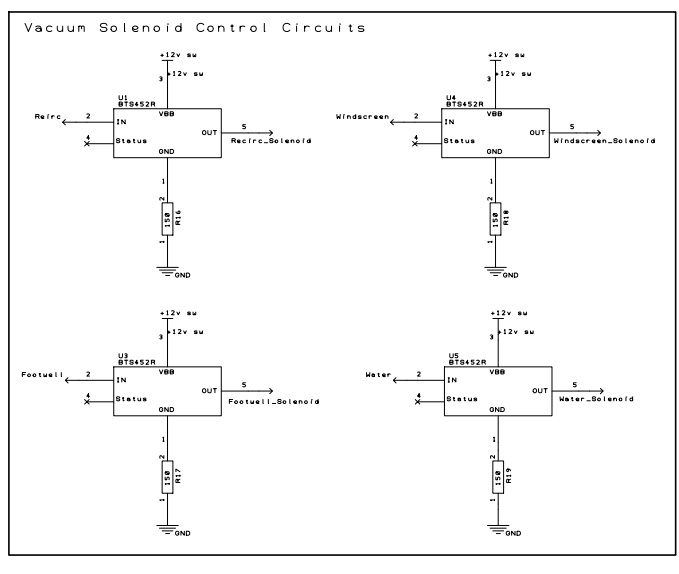 Vacuum Solenoid Control Circuits
+12v sw
+12v sw
3
U1
BTS452R
VBB
Reirc
2
IN
4
Status
OUT
5
Recirc_Solenoid
GND
1
2
150
R16
1
GND
+12v sw
+12v sw
3
U4
BTS452R
VBB
Windscreen
2
IN
4
Status
OUT
5
Windscreen_Solenoid
GND
1
2
150
R18
1
GND
+12v sw
+12v sw
3
U3
BTS452R
VBB
Footwell
2
IN
4
Status
OUT
5
Footwell_Solenoid
GND
1
2
150
R17
1
GND
+12v sw
+12v sw
3
U5
BTS452R
VBB
Water
2
IN
4
Status
OUT
5
Water_Solenoid
GND
1
2
150
R19
1
GND